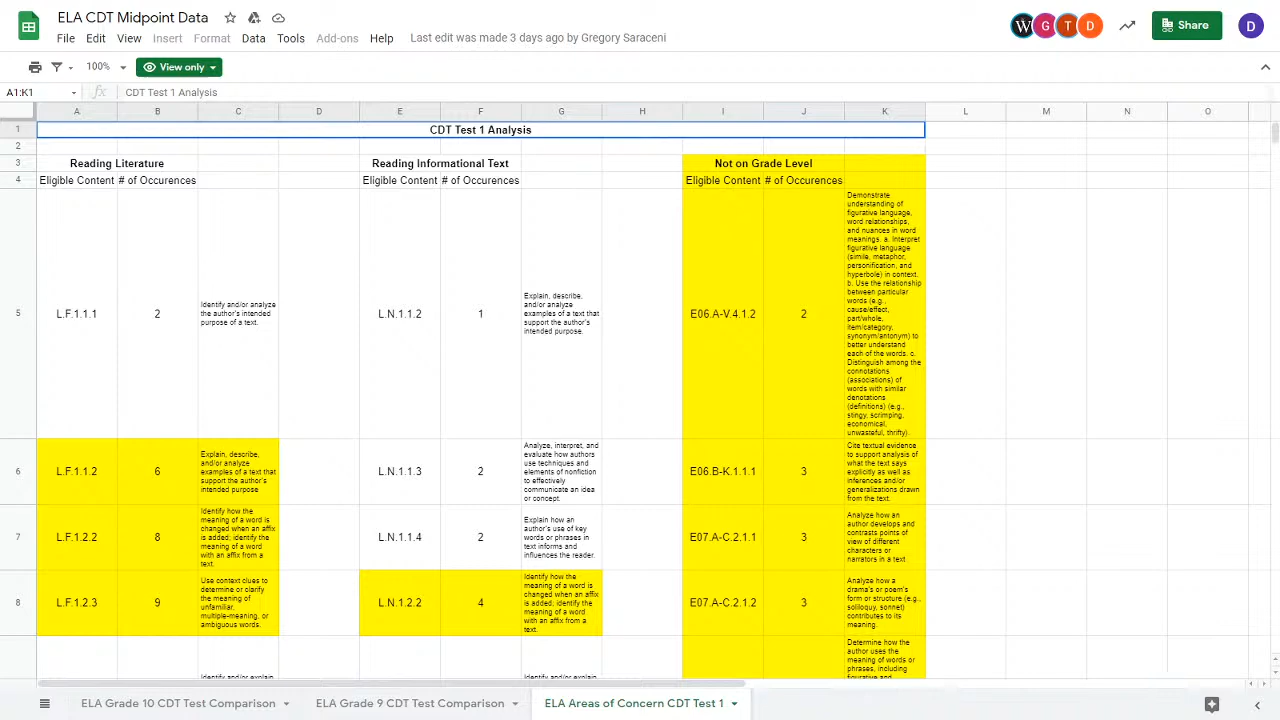 ELA CDT Midpoint Data
File Edit View Insert Format Data Tools Add-ons Help
Last edit was made 3 days ago by Gregory Saraceni
W G T D
Share
D
100%
View only
A1:K1
fx
CDT Test 1 Analysis
A B C D E F G H I J K L M N O
1
CDT Test 1 Analysis
2
3
Reading Literature
Reading Informational Text
Not on Grade Level
4
Eligible Content # of Occurences
Eligible Content # of Occurences
Eligible Content # of Occurences
5
L.F.1.1.1
2
Identify and/or analyze
the author's intended
purpose of a text.
L.N.1.1.2
1
Explain, describe,
and/or analyze
examples of a text that
support the author's
intended purpose.
E06.A-V.4.1.2
2
Demonstrate
understanding of
figurative language,
word relationships,
and nuances in word
meanings. a. Interpret
figurative language
(simile, metaphor,
personification, and
hyperbole) in context.
b. Use the relationship
between particular
words (e.g.,
cause/effect,
part/whole,
item/category,
synonym/antonym) to
better understand
each of the words. c.
Distinguish among the
connotations
(associations) of
words with similar
denotations
(definitions) (e.g.,
stingy, scrimping,
economical,
unwasteful, thrifty).
6
L.F.1.1.2
6
Explain, describe,
and/or analyze
examples of a text that
support the author's
intended purpose
L.N.1.1.3
2
Analyze, interpret, and
evaluate how authors
use techniques and
elements of nonfiction
to effectively
communicate an idea
or concept.
E06.B-K.1.1.1
3
Cite textual evidence
to support analysis of
what the text says
explicitly as well as
inferences and/or
generalizations drawn
from the text.
7
L.F.1.2.2
8
Identify how the
meaning of a word is
changed when an affix
is added; identify the
meaning of a word
with an affix from a
text.
L.N.1.1.4
2
Explain how an
author's use of key
words or phrases in
text informs and
influences the reader.
E07.A-C.2.1.1
3
Analyze how an
author develops and
contrasts points of
view of different
characters or
narrators in a text
8
L.F.1.2.3
9
Use context clues to
determine or clarify
the meaning of
unfamiliar,
multiple-meaning, or
ambiguous words.
L.N.1.2.2
4
Identify how the
meaning of a word is
changed when an affix
is added; identify the
meaning of a word
with an affix from a
text.
E07.A-C.2.1.2
3
Analyze how a
drama's or poem's
form or structure (e.g.,
soliloquy, sonnet)
contributes to its
meaning.
Identify and/or explain
Identify and/or explain
Determine how the
author uses the
meaning of words or
phrases, including
figurative and
ELA Grade 10 CDT Test Comparison
ELA Grade 9 CDT Test Comparison
ELA Areas of Concern CDT Test 1